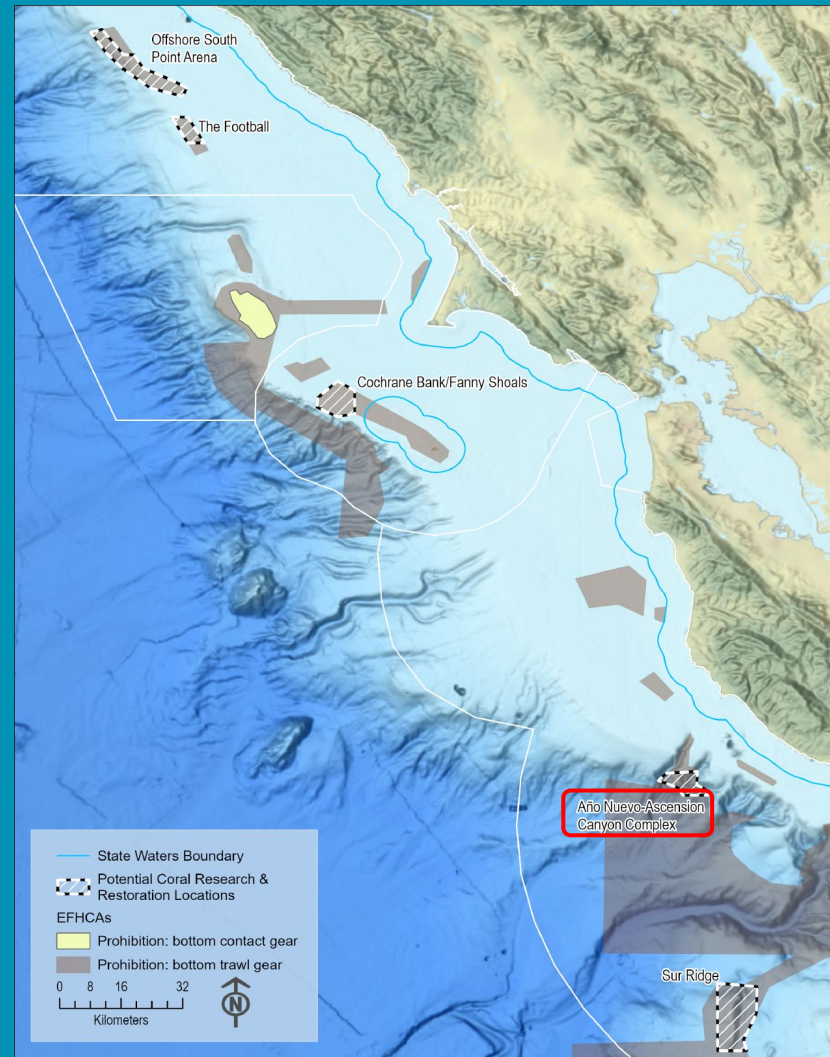 Offshore South
Point Arena
The Football
Cochrane Bank/Fanny Shoals
Año Nuevo-Ascension
Canyon Complex
Sur Ridge
State Waters Boundary
Potential Coral Research &
Restoration Locations
EFHCAs
Prohibition: bottom contact gear
Prohibition: bottom trawl gear
0 8 16 32
Kilometers
N